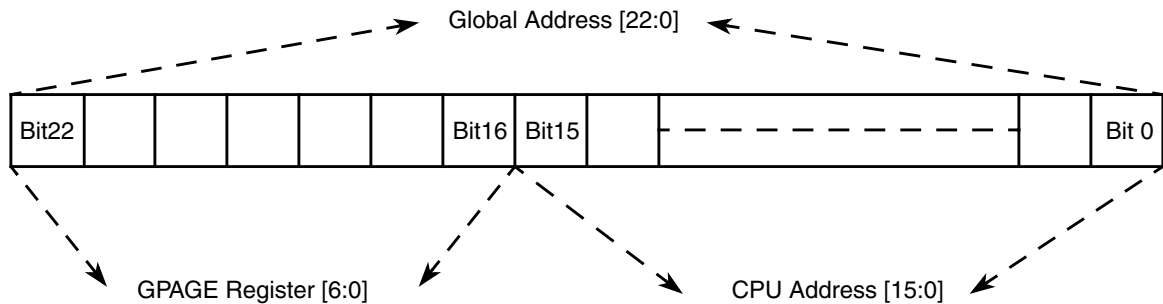 Global Address [22:0]
Bit22 Bit16 Bit15 Bit 0
GPAGE Register [6:0] CPU Address [15:0]